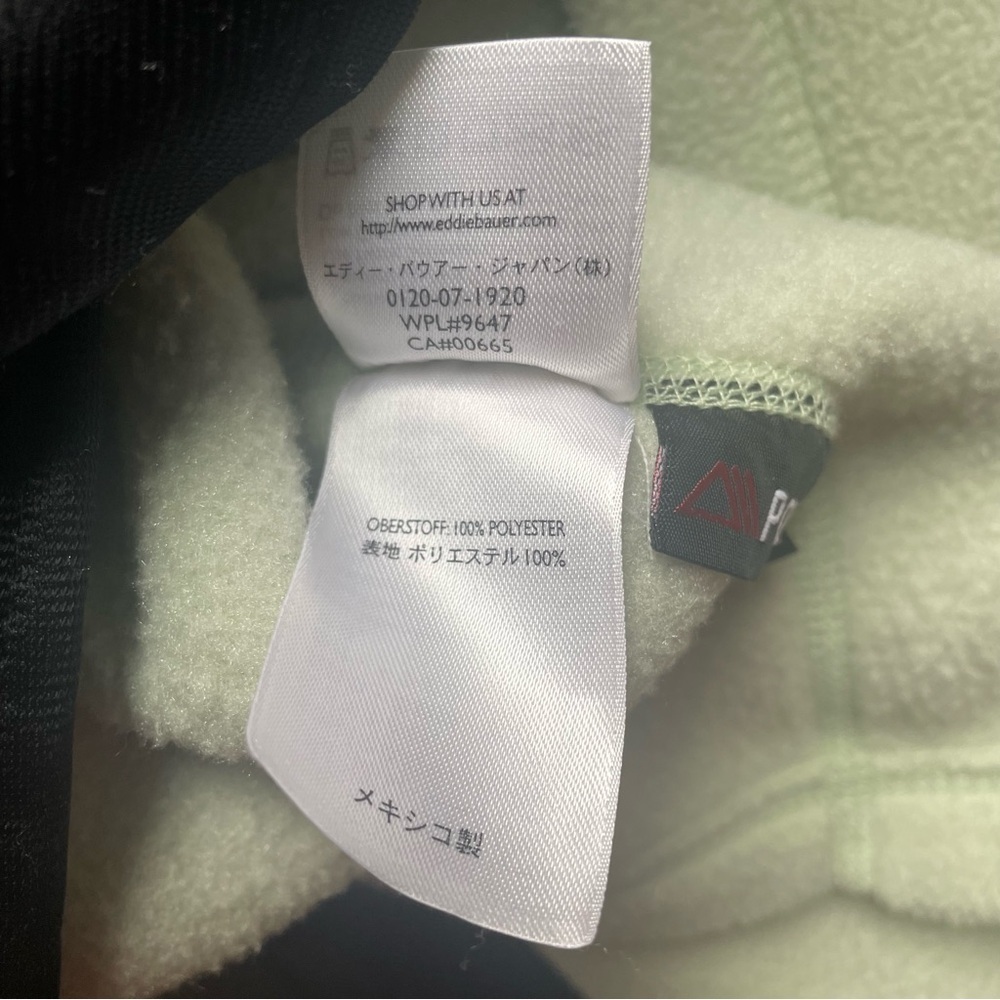 SHOP WITH US AT
http://www.eddiebauer.com
エディー・バウアー・ジャパン(株)
0120-07-1920
WPL#9647
CA#00665
OBERSTOFF: 100% POLYESTER
表地 ポリエステル100%
メキシコ製